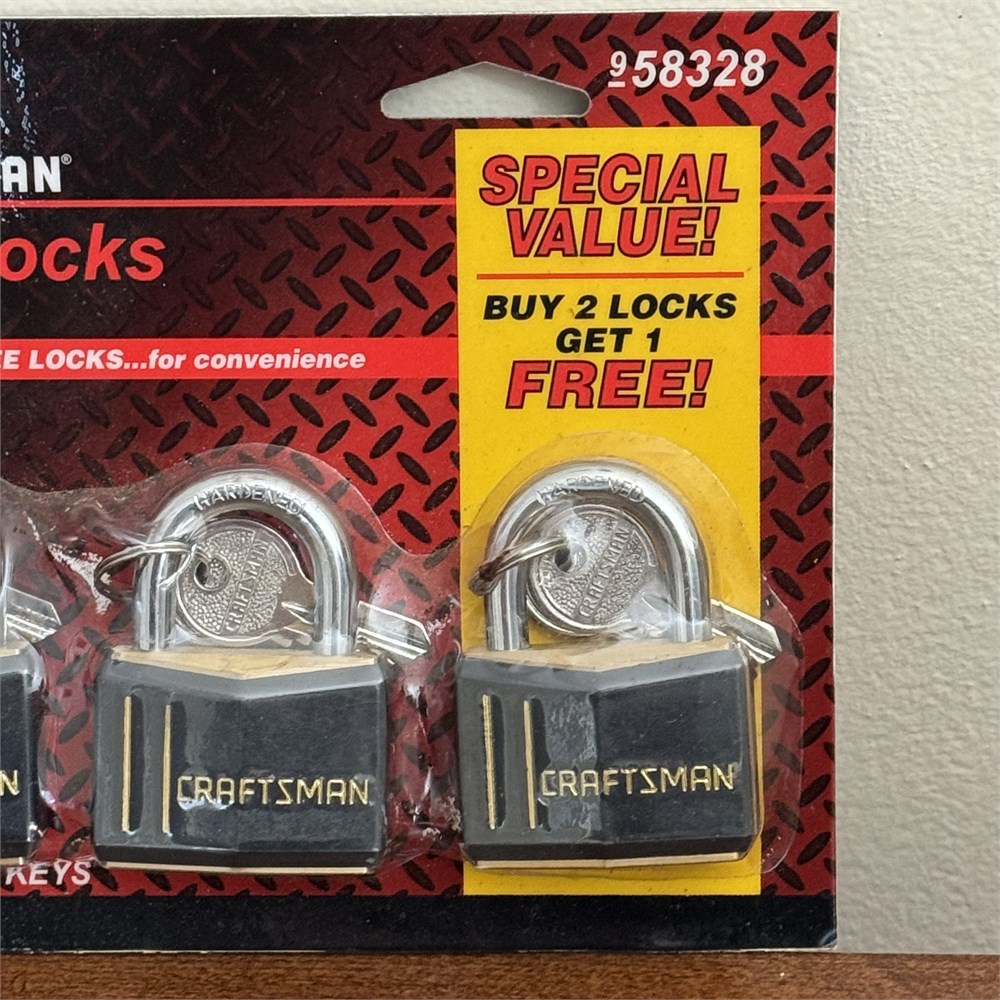 958328
AN®
SPECIAL
VALUE!
ocks
BUY 2 LOCKS
GET 1
FREE!
EE LOCKS...for convenience
HARDENED
HARDENED
CRAFTSMAN
CRAFTSMAN
N
CRAFTSMAN
CRAFTSMAN
KEYS